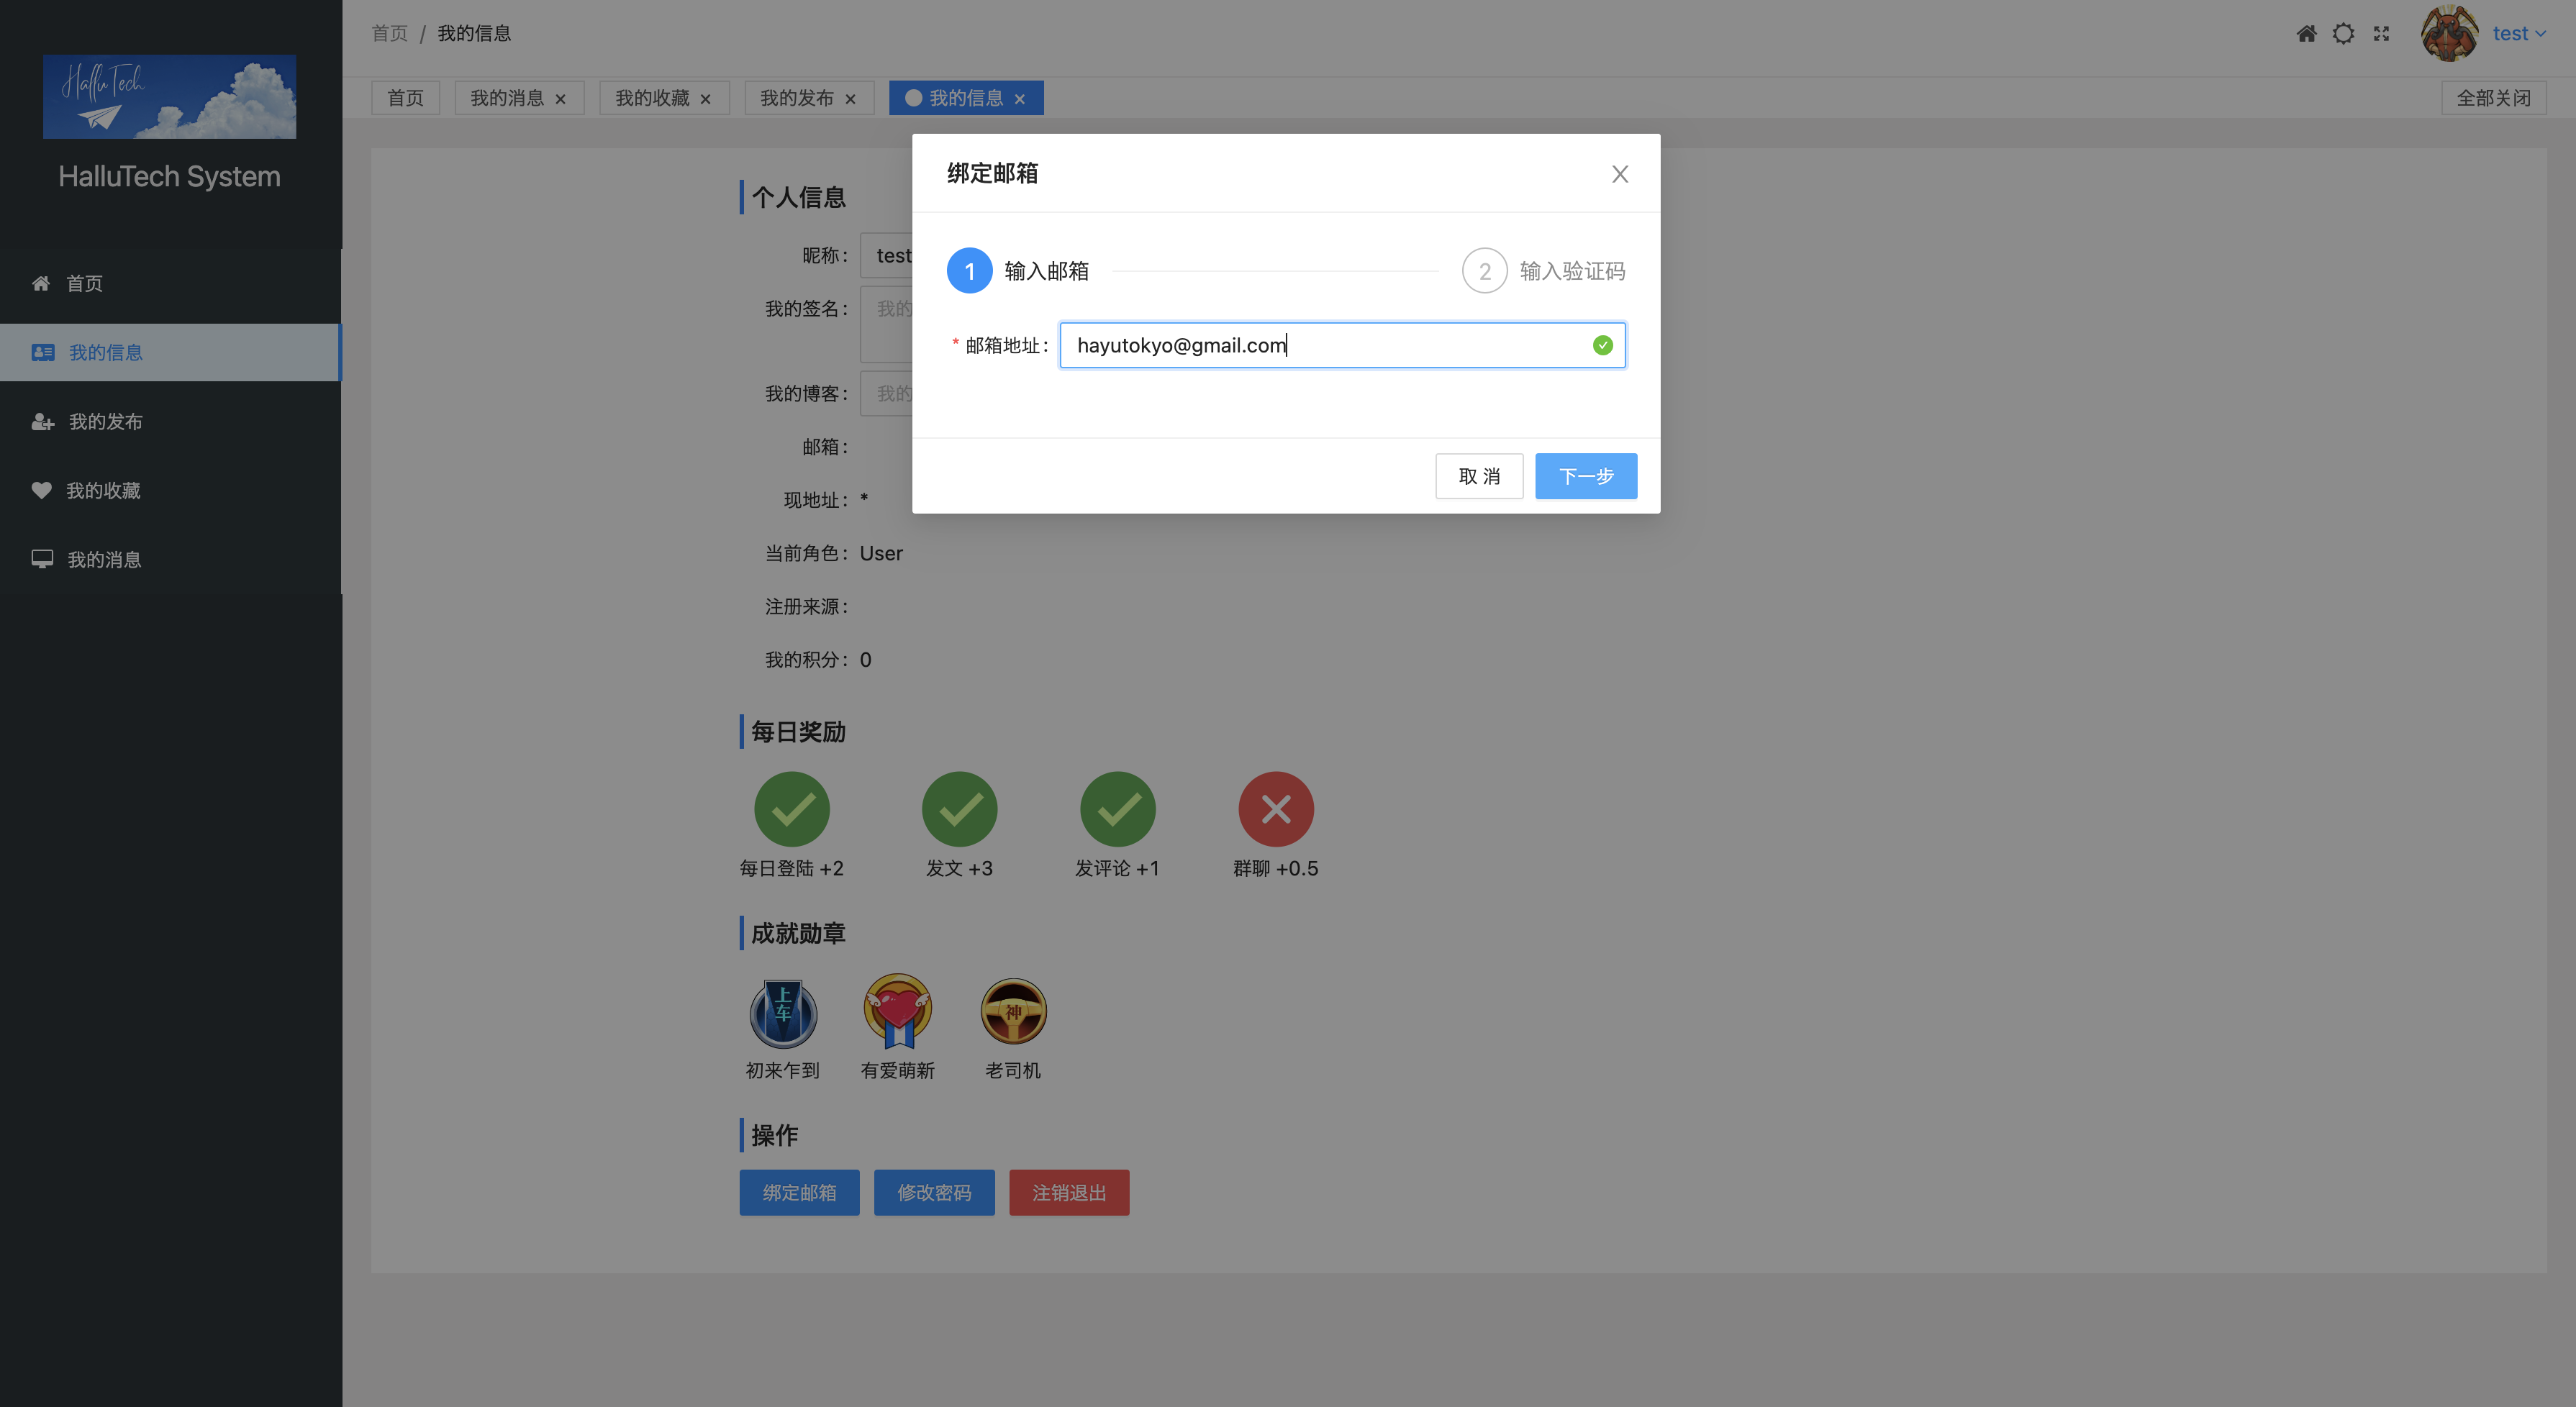 Hallu Tech
HalluTech System
首页
我的信息
我的发布
我的收藏
我的消息
首页 / 我的信息
test
首页
我的消息 ×
我的收藏 ×
我的发布 ×
我的信息 ×
全部关闭
绑定邮箱
1 输入邮箱
2 输入验证码
* 邮箱地址: hayutokyo@gmail.com
取 消
下一步
个人信息
昵称: test
我的签名: 我的
我的博客: 我的
邮箱:
现地址: *
当前角色: User
注册来源:
我的积分: 0
每日奖励
每日登陆 +2
发文 +3
发评论 +1
群聊 +0.5
成就勋章
上车
神
初来乍到
有爱萌新
老司机
操作
绑定邮箱
修改密码
注销退出